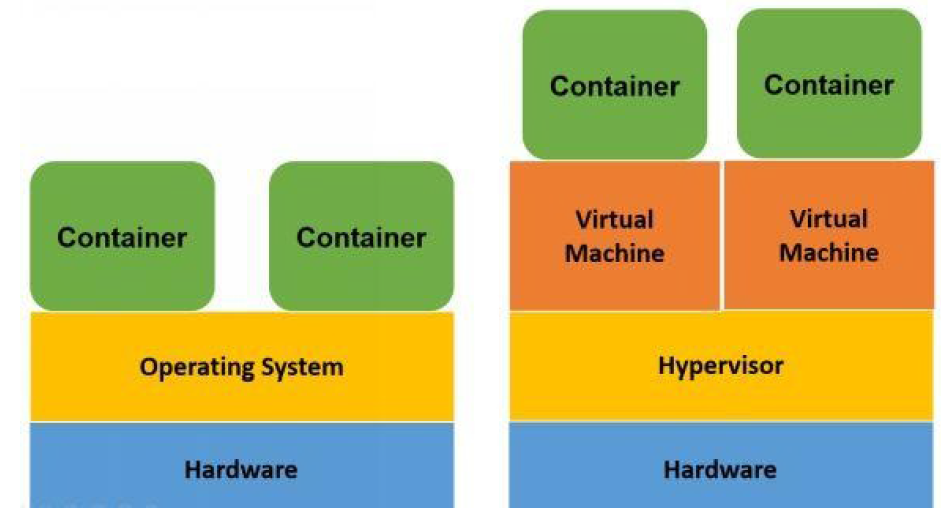 Container
Container
Operating System
Hardware
Container
Container
Virtual
Machine
Virtual
Machine
Hypervisor
Hardware